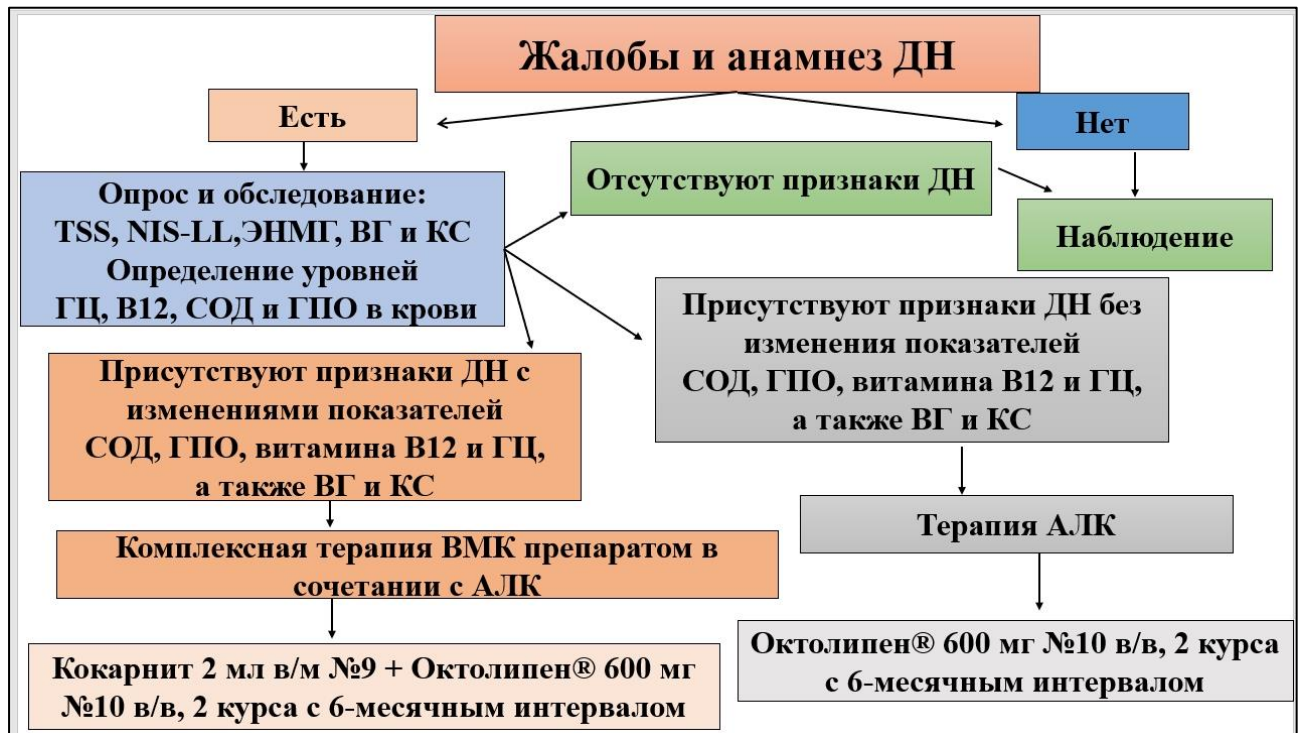 Жалобы и анамнез ДН
Есть
Нет
Опрос и обследование:
TSS, NIS-LL,ЭНМГ, ВГ и КС
Определение уровней
ГЦ, В12, СОД и ГПО в крови
Отсутствуют признаки ДН
Наблюдение
Присутствуют признаки ДН с
изменениями показателей
СОД, ГПО, витамина В12 и ГЦ,
а также ВГ и КС
Присутствуют признаки ДН без
изменения показателей
СОД, ГПО, витамина В12 и ГЦ,
а также ВГ и КС
Комплексная терапия ВМК препаратом в
сочетании с АЛК
Терапия АЛК
Кокарнит 2 мл в/м №9 + Октолипен® 600 мг
№10 в/в, 2 курса с 6-месячным интервалом
Октолипен® 600 мг №10 в/в, 2 курса
с 6-месячным интервалом